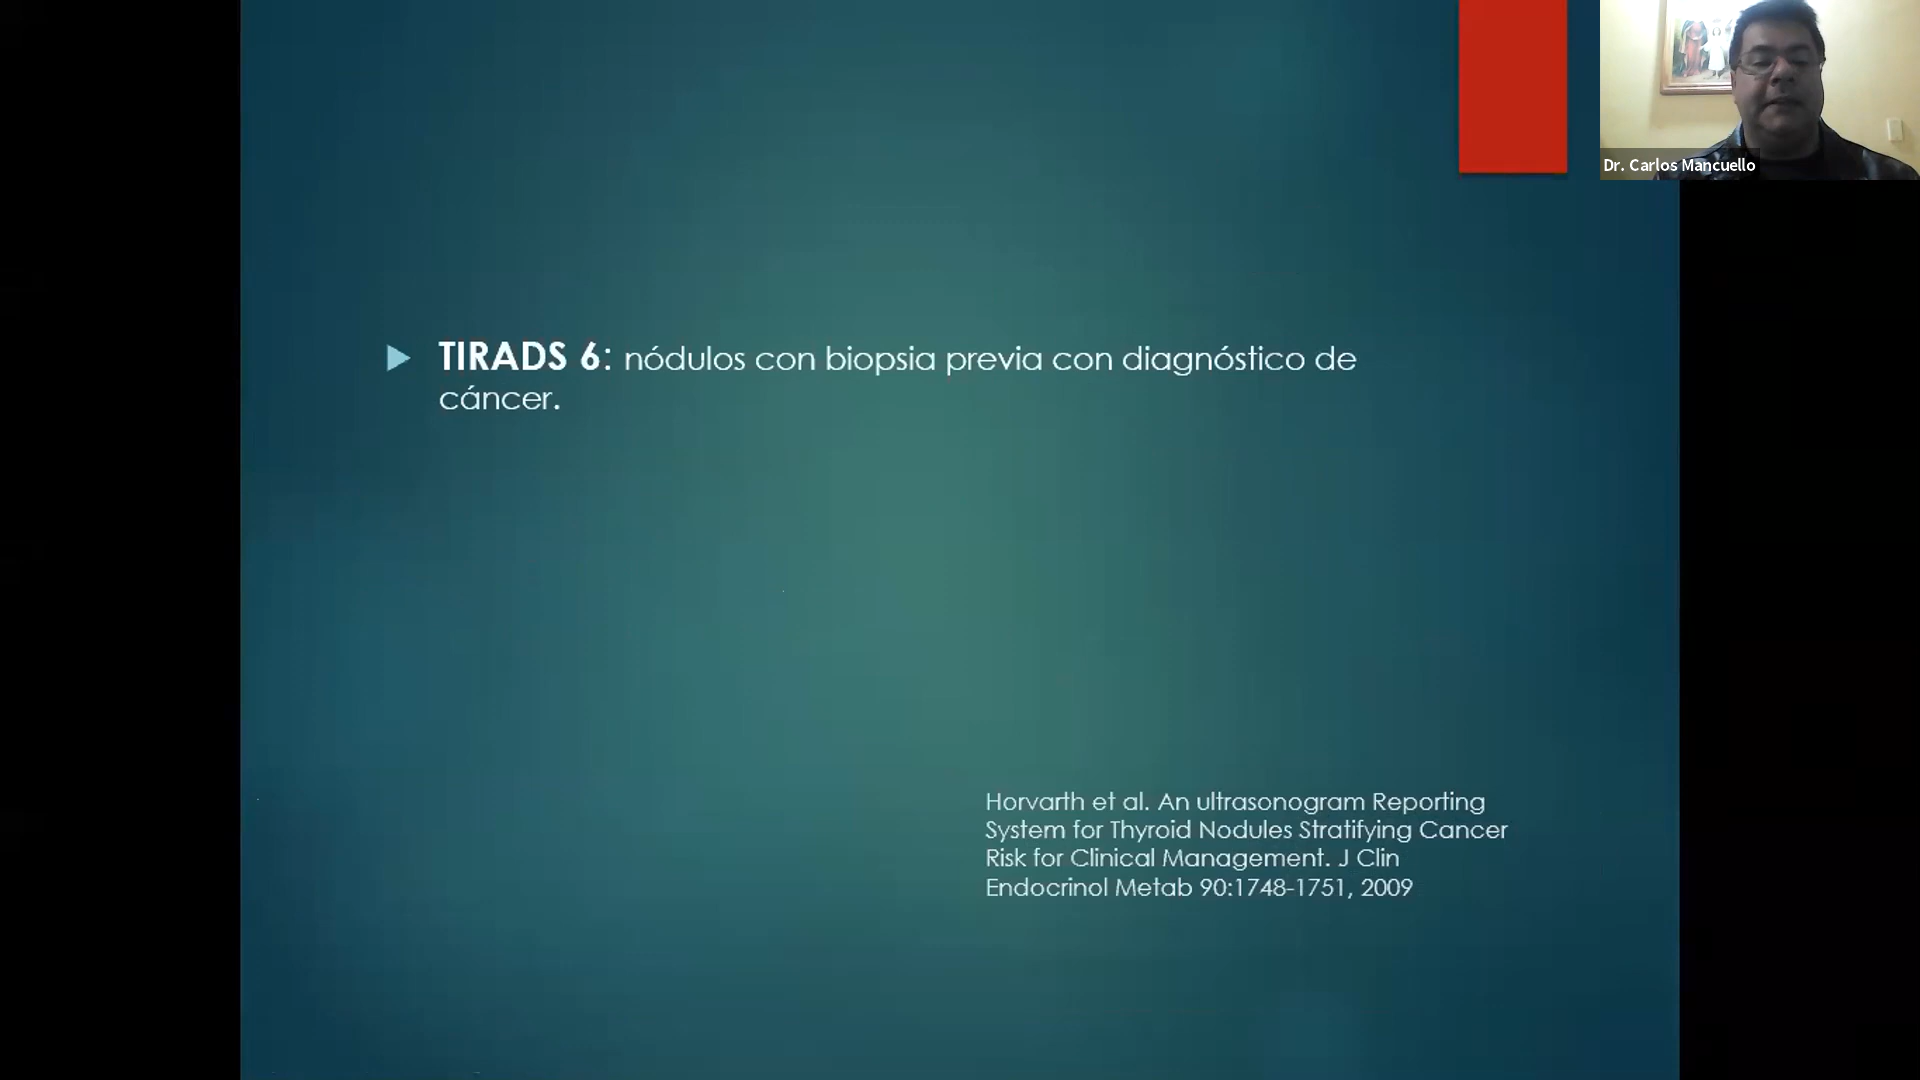 Dr. Carlos Mancuello
TIRADS 6: nódulos con biopsia previa con diagnóstico de
cáncer.
Horvarth et al. An ultrasonogram Reporting
System for Thyroid Nodules Stratifying Cancer
Risk for Clinical Management. J Clin
Endocrinol Metab 90:1748-1751, 2009